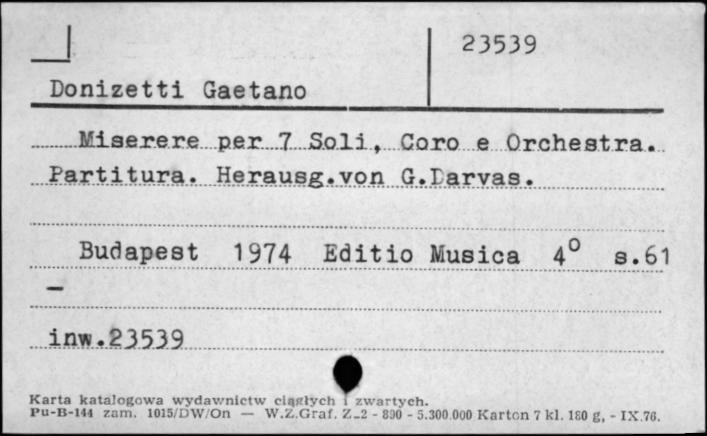 23539
Donizetti Gaetano
Miserere per 7 Soli, Coro e Orchestra.
Partitura. Herausg.von G.Darvas.
Budapest 1974 Editio Musica 4° s.61
—
inw.23539
Karta katalogowa wydawnictw ciągłych i zwartych.
Pu-B-144 zam. 1015/DW/On — W.Z.Graf. Z-2 - 890 - 5.300.000 Karton 7 kl. 180 g, - IX.76.